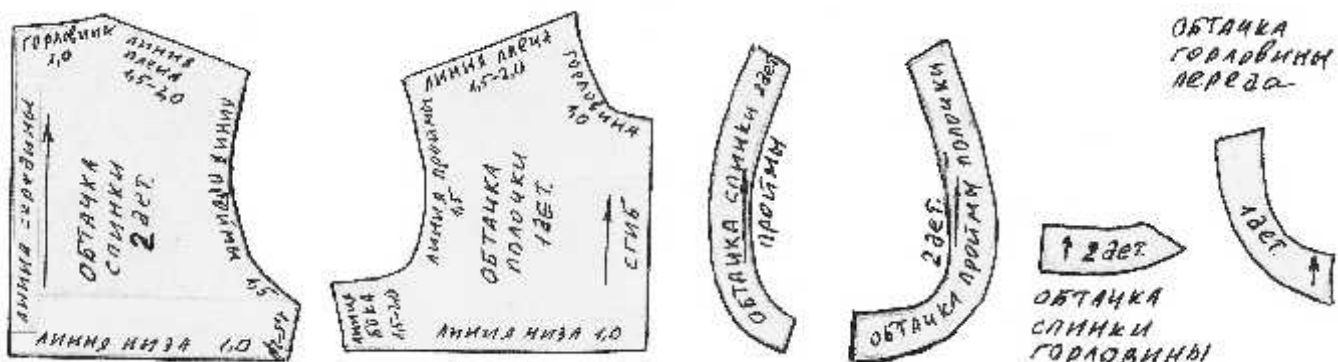 ГОРЛОВИНА
1,0
ЛИНИЯ
ПЛЕЧА
1,5-2,0
ЛИНИЯ СЕРЕДИНЫ
ОБТАЧКА
СПИНКИ
2 дет.
ЛИНИЯ ПРОЙМЫ
1,5
ЛИНИЯ НИЗА 1,0
ЛИНИЯ ПЛЕЧА
1,5-2,0
ГОРЛОВИНА
1,0
ЛИНИЯ ПРОЙМЫ
1,5
ОБТАЧКА
ПЛЛОЧКИ
1 дет.
СГИБ
ЛИНИЯ
БОКА
1,5-2,0
ЛИНИЯ НИЗА 1,0
ОБТАЧКА СПИНКИ 2 дет.
ПРОЙМЫ
2 дет.
ОБТАЧКА ПРОЙМЫ ПОЛОЧКИ
2 дет.
ОБТАЧКА
СПИНКИ
ГОРЛОВИНЫ
ОБТАЧКА
ГОРЛОВИНЫ
ПЕРЕДА
1 дет.